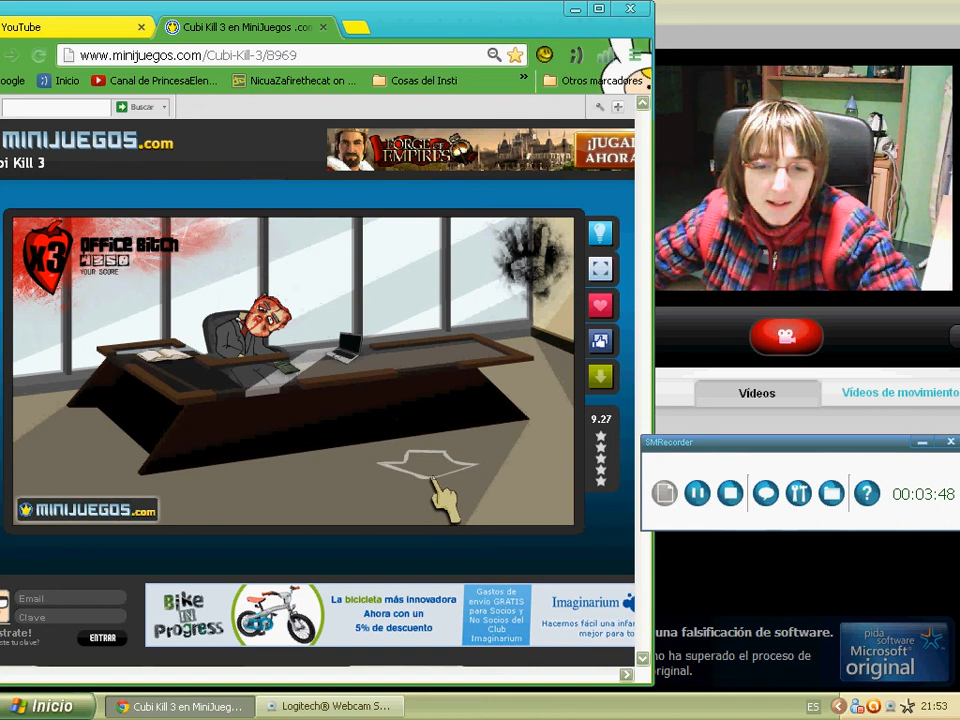 YouTube
Cubi Kill 3 en MiniJuegos .com
www.minijuegos.com/Cubi-Kill-3/8969
oogle
Inicio
Canal de PrincesaElen...
NicuaZafirethecat on ...
Cosas del Insti
»
Otros marcadores
Buscar
MINIJUEGOS.com
bi Kill 3
FORGE OF EMPIRES
¡JUGAR
AHORA
X3
OFFICE BITCH
YOUR SCORE
9.27
MINIJUEGOS.com
Vídeos
Vídeos de movimiento
SMRecorder
00:03:48
Email
Clave
strate!
e tu clave!
ENTRAR
Bike
IN
Progress
La bicicleta más innovadora
Ahora con un
5% de descuento
Gastos de
envío GRATIS
para Socios y
No Socios del
Club
Imaginarium
Imaginarium
Hacemos fácil una infan
mejor para to
una falsificación de software.
no ha superado el proceso de
original.
pida
software
Microsoft
original
Inicio
Cubi Kill 3 en MiniJueg...
Logitech® Webcam S...
ES
21:53